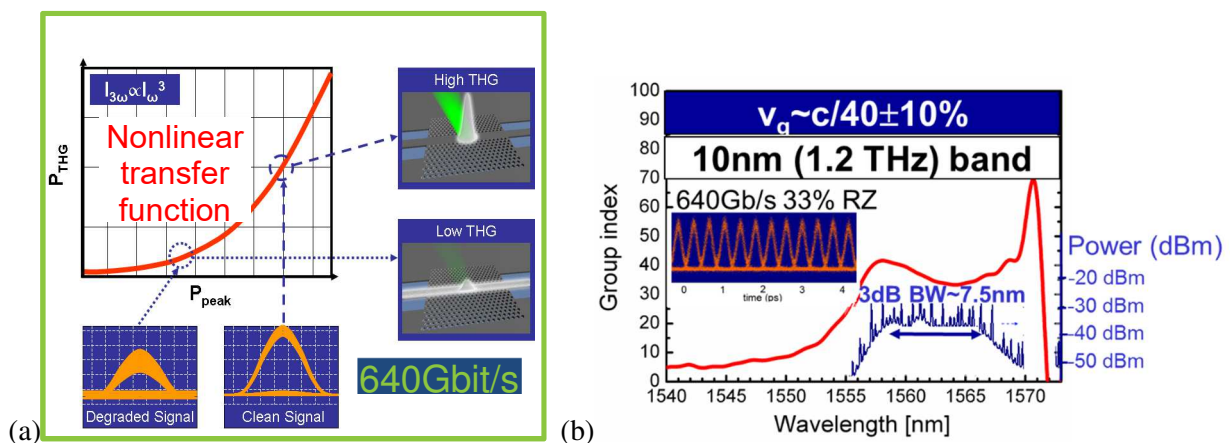 I3ω∝Iω³
Nonlinear
transfer
function
P_THG
P_peak
High THG
Low THG
Degraded Signal
Clean Signal
640Gbit/s
(a)
v_g~c/40±10%
10nm (1.2 THz) band
640Gb/s 33% RZ
0 1 2 3 4
time (ps)
3dB BW~7.5nm
Group index
100
90
80
70
60
50
40
30
20
10
0
Power (dBm)
-20 dBm
-30 dBm
-40 dBm
-50 dBm
1540 1545 1550 1555 1560 1565 1570
Wavelength [nm]
(b)